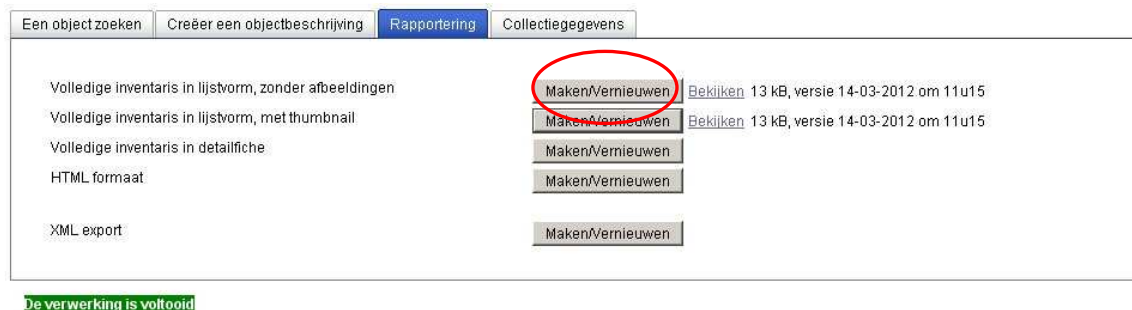 Een object zoeken Creëer een objectbeschrijving Rapportering Collectiegegevens
Volledige inventaris in lijstvorm, zonder afbeeldingen Maken/Vernieuwen Bekijken 13 kB, versie 14-03-2012 om 11u15
Volledige inventaris in lijstvorm, met thumbnail Maken/Vernieuwen Bekijken 13 kB, versie 14-03-2012 om 11u15
Volledige inventaris in detailfiche Maken/Vernieuwen
HTML formaat Maken/Vernieuwen
XML export Maken/Vernieuwen
De verwerking is voltooid